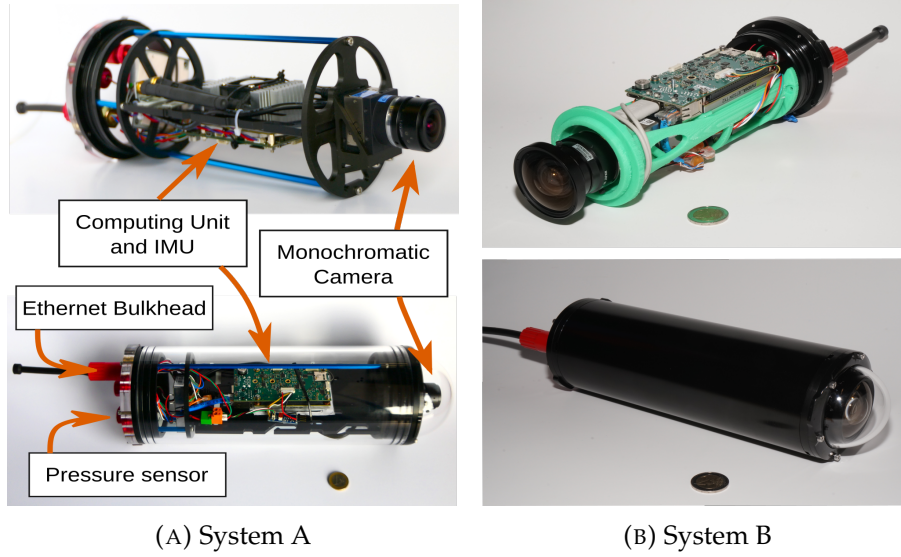 Computing Unit
and IMU
Monochromatic
Camera
Ethernet Bulkhead
Pressure sensor
(A) System A
(B) System B